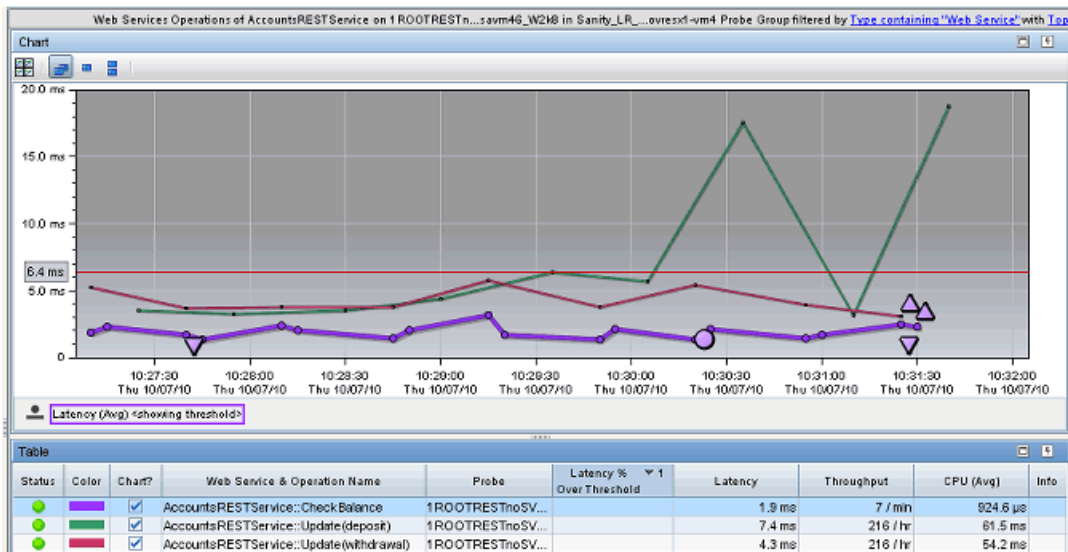 Web Services Operations of AccountsRESTService on 1ROOTRESTn...savm46_W2k8 in Sanity_LR_...ovresx1-vm4 Probe Group filtered by Type containing "Web Service" with Top
Chart
20.0 ms
15.0 ms
10.0 ms
6.4 ms
5.0 ms
0
10:27:30 10:28:00 10:28:30 10:29:00 10:29:30 10:30:00 10:30:30 10:31:00 10:31:30 10:32:00
Thu 10/07/10 Thu 10/07/10 Thu 10/07/10 Thu 10/07/10 Thu 10/07/10 Thu 10/07/10 Thu 10/07/10 Thu 10/07/10 Thu 10/07/10 Thu 10/07/10
Latency (Avg) <showing threshold>
Table
Status Color Chart? Web Service & Operation Name Probe Latency % Over Threshold 1 Latency Throughput CPU (Avg) Info
AccountsRESTService::CheckBalance 1ROOTRESTnoSV... 1.9 ms 7 / min 924.6 µs
AccountsRESTService::Update(deposit) 1ROOTRESTnoSV... 7.4 ms 216 / hr 61.5 ms
AccountsRESTService::Update(withdrawal) 1ROOTRESTnoSV... 4.3 ms 216 / hr 54.2 ms